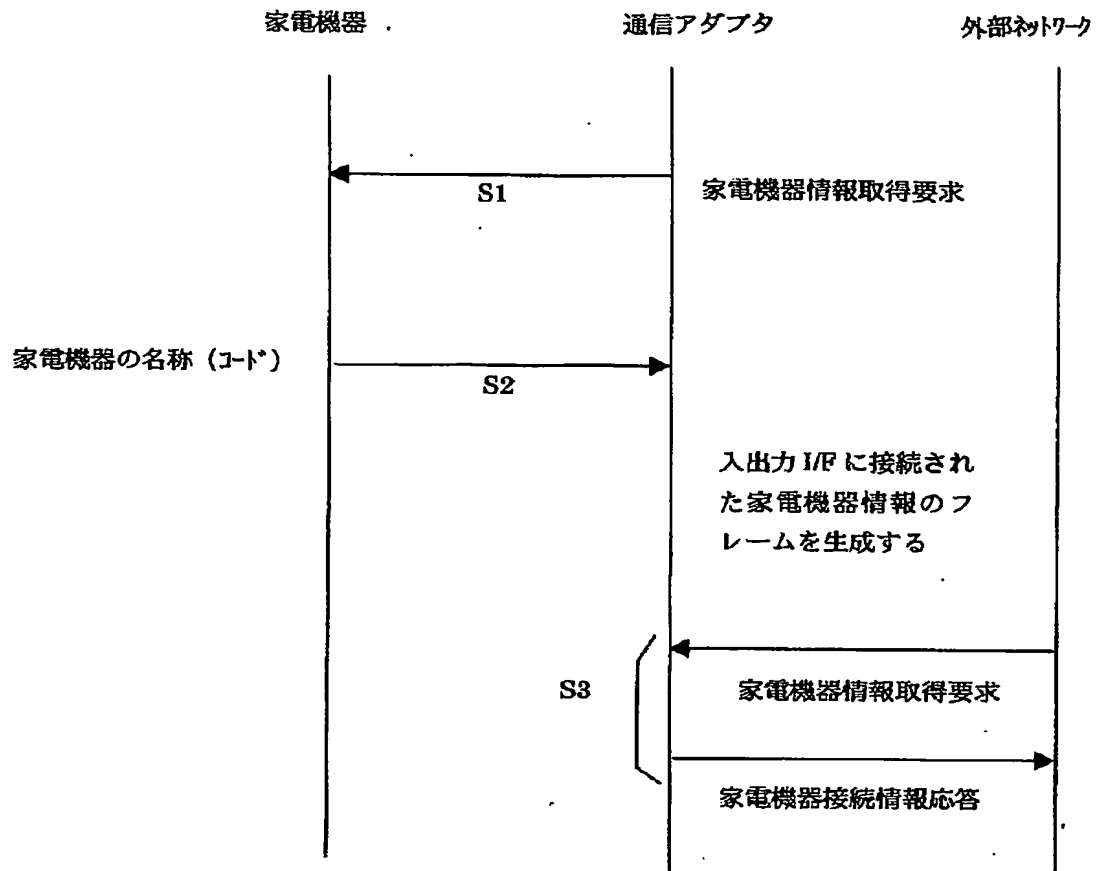 家電機器
通信アダプタ
外部ネットワーク
S1
家電機器情報取得要求
家電機器の名称（コード）
S2
入出力 I/F に接続され
た家電機器情報のフ
レームを生成する
S3
家電機器情報取得要求
家電機器接続情報応答